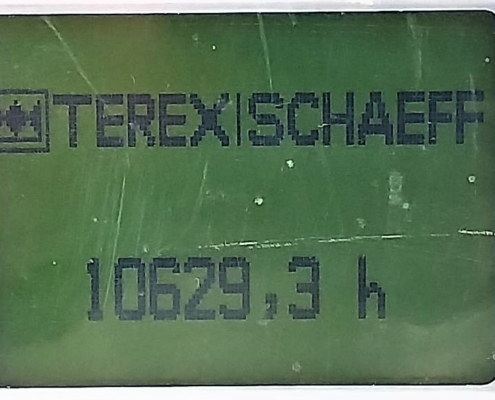 TEREX|SCHAEFF
10629,3 h